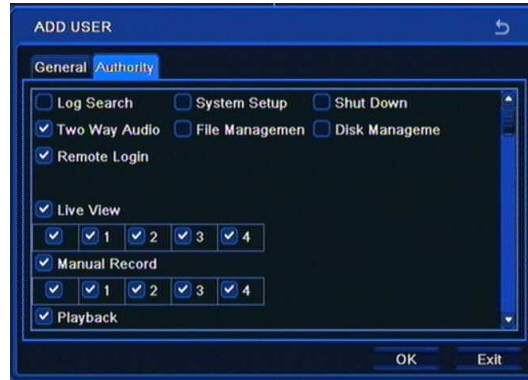 ADD USER
General Authority
Log Search System Setup Shut Down
Two Way Audio File Managemen Disk Manageme
Remote Login
Live View
1 2 3 4
Manual Record
1 2 3 4
Playback
OK Exit